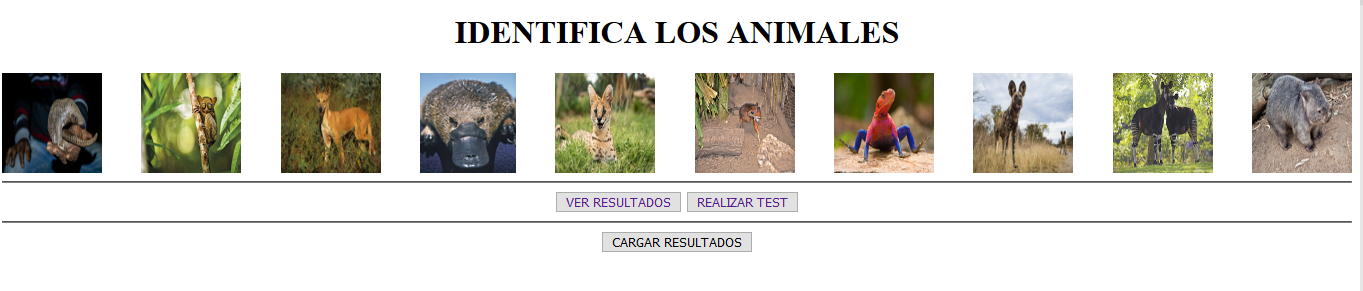 IDENTIFICA LOS ANIMALES
VER RESULTADOS REALIZAR TEST
CARGAR RESULTADOS